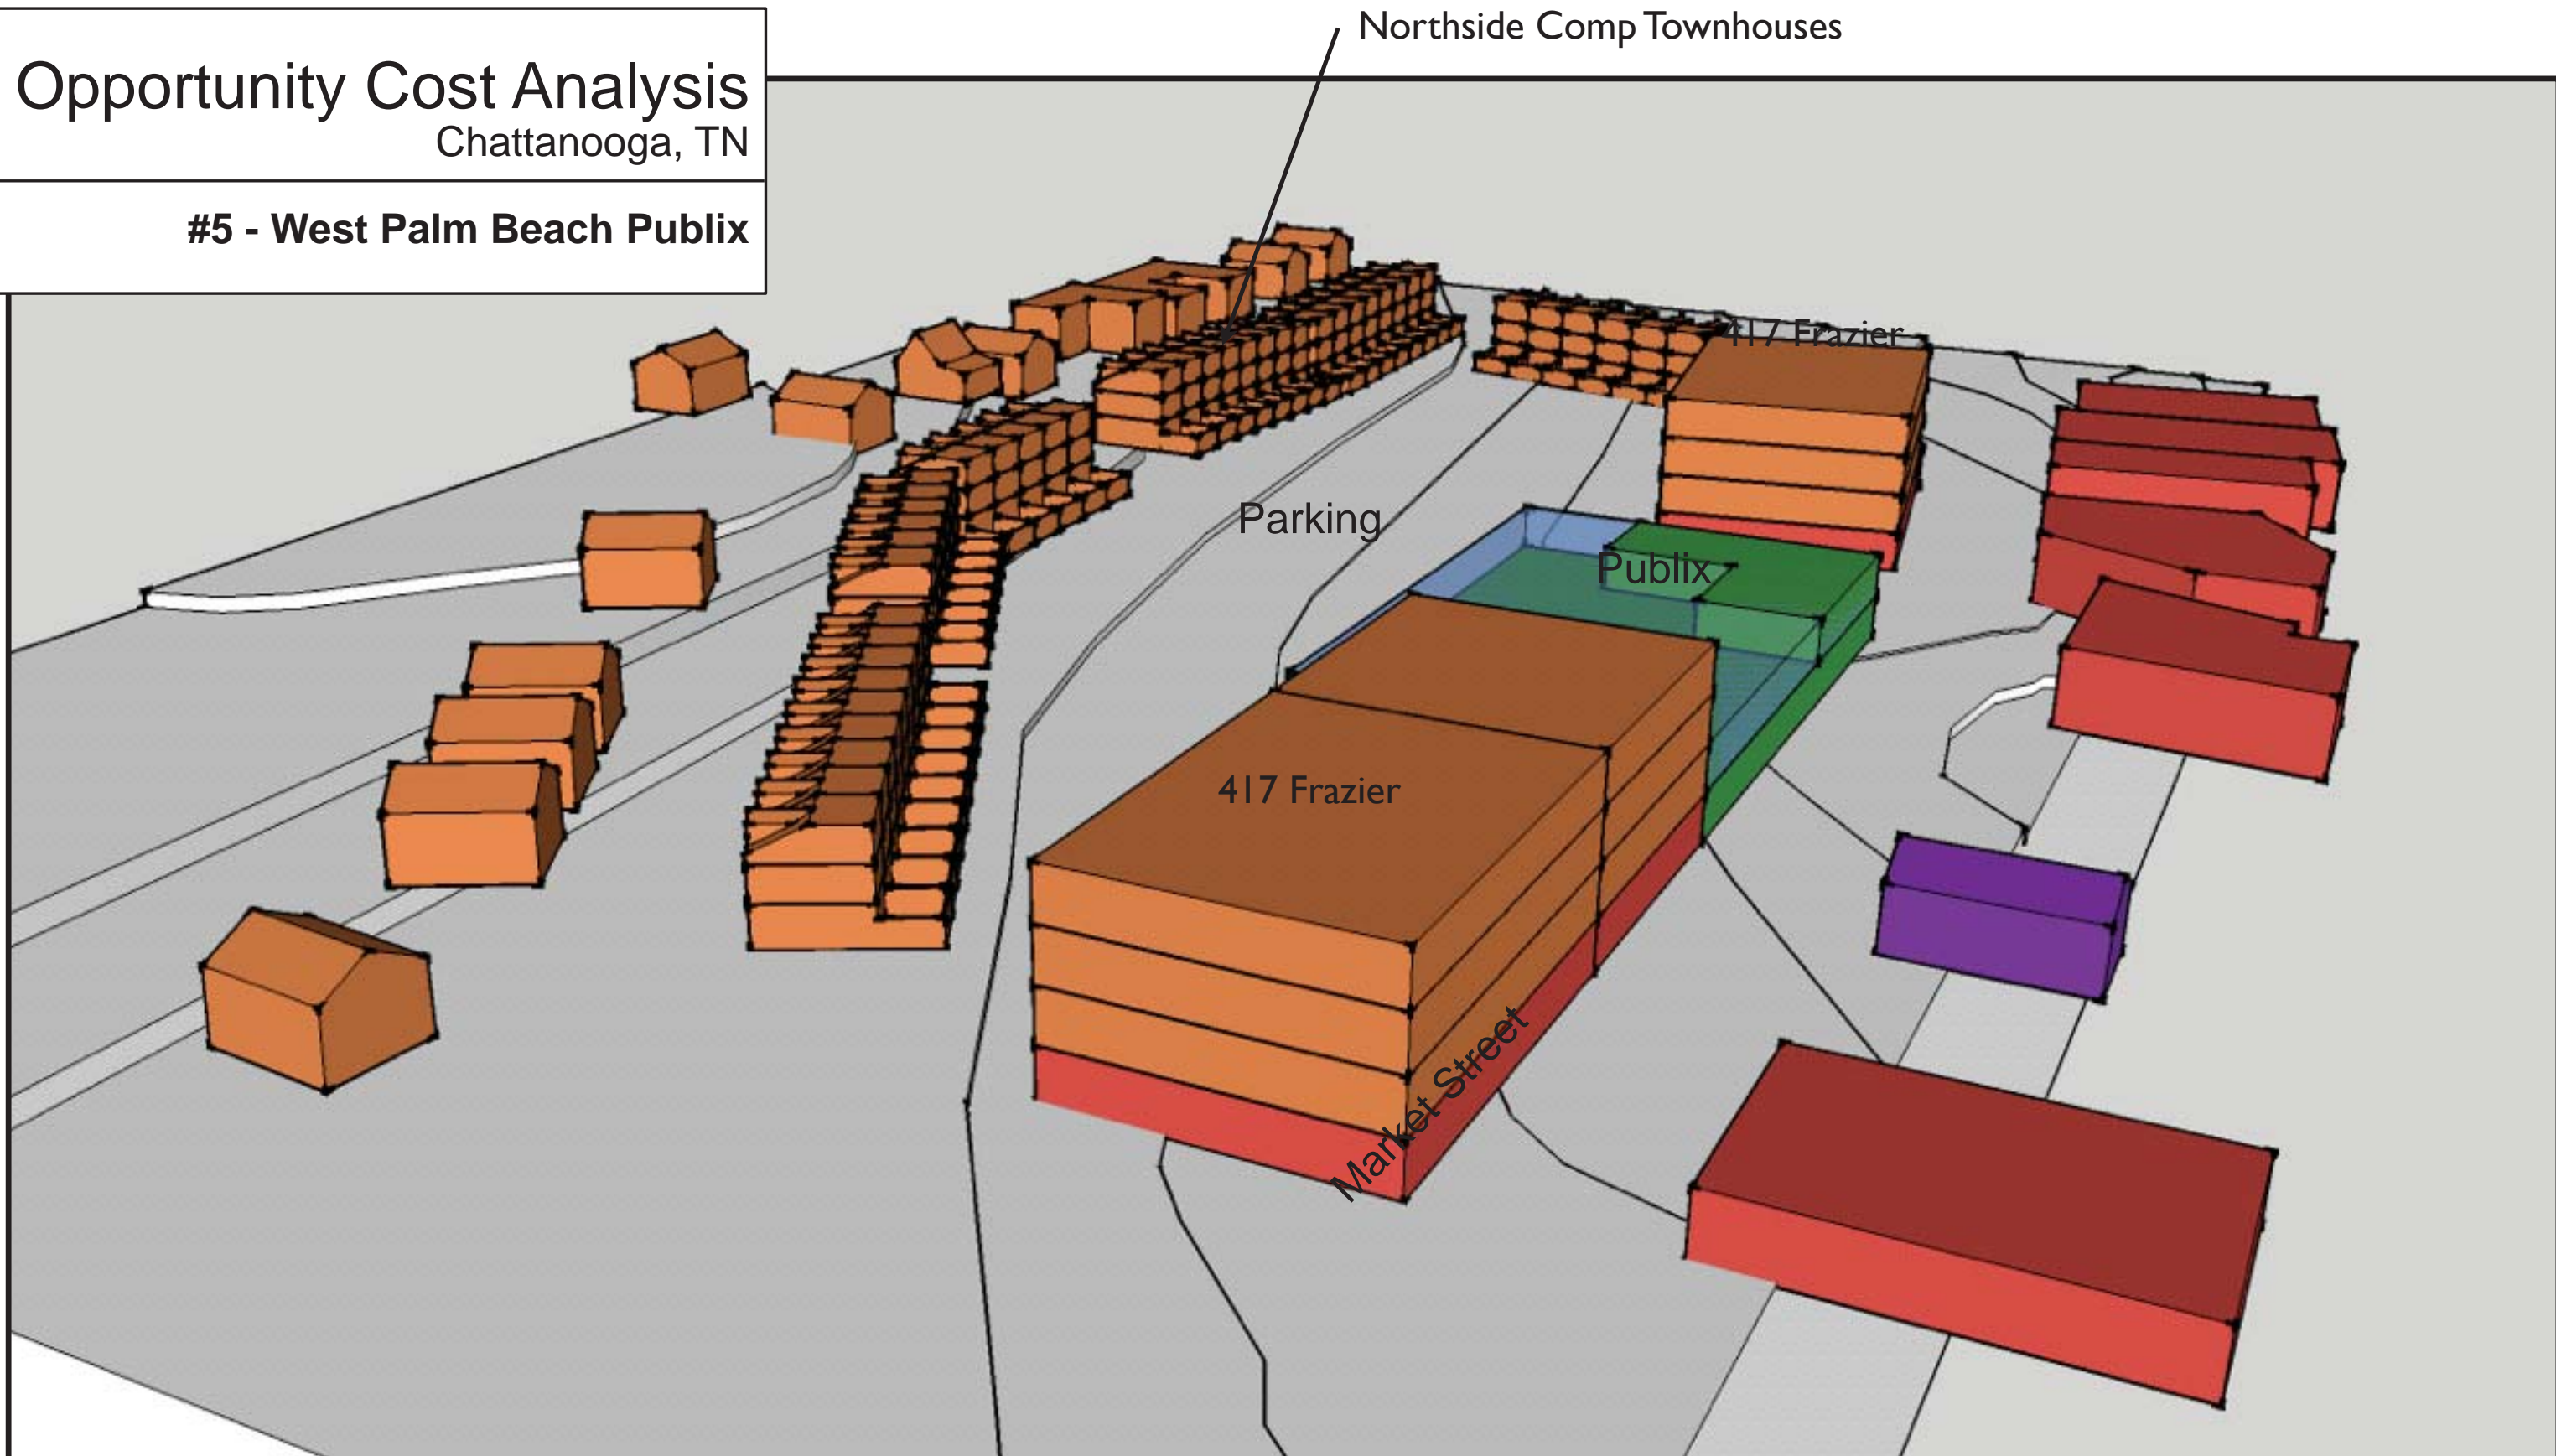 Northside Comp Townhouses
Opportunity Cost Analysis
Chattanooga, TN
#5 - West Palm Beach Publix
417 Frazier
Parking
Publix
417 Frazier
Market Street